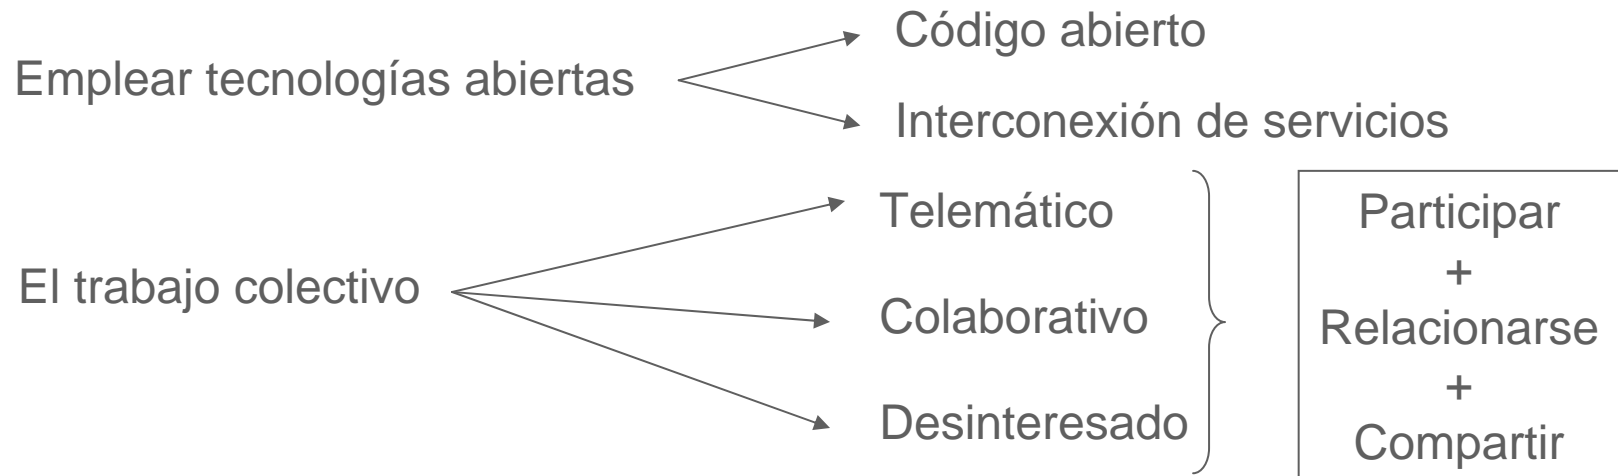 Emplear tecnologías abiertas
Código abierto
Interconexión de servicios
El trabajo colectivo
Telemático
Colaborativo
Desinteresado
Participar
+
Relacionarse
+
Compartir